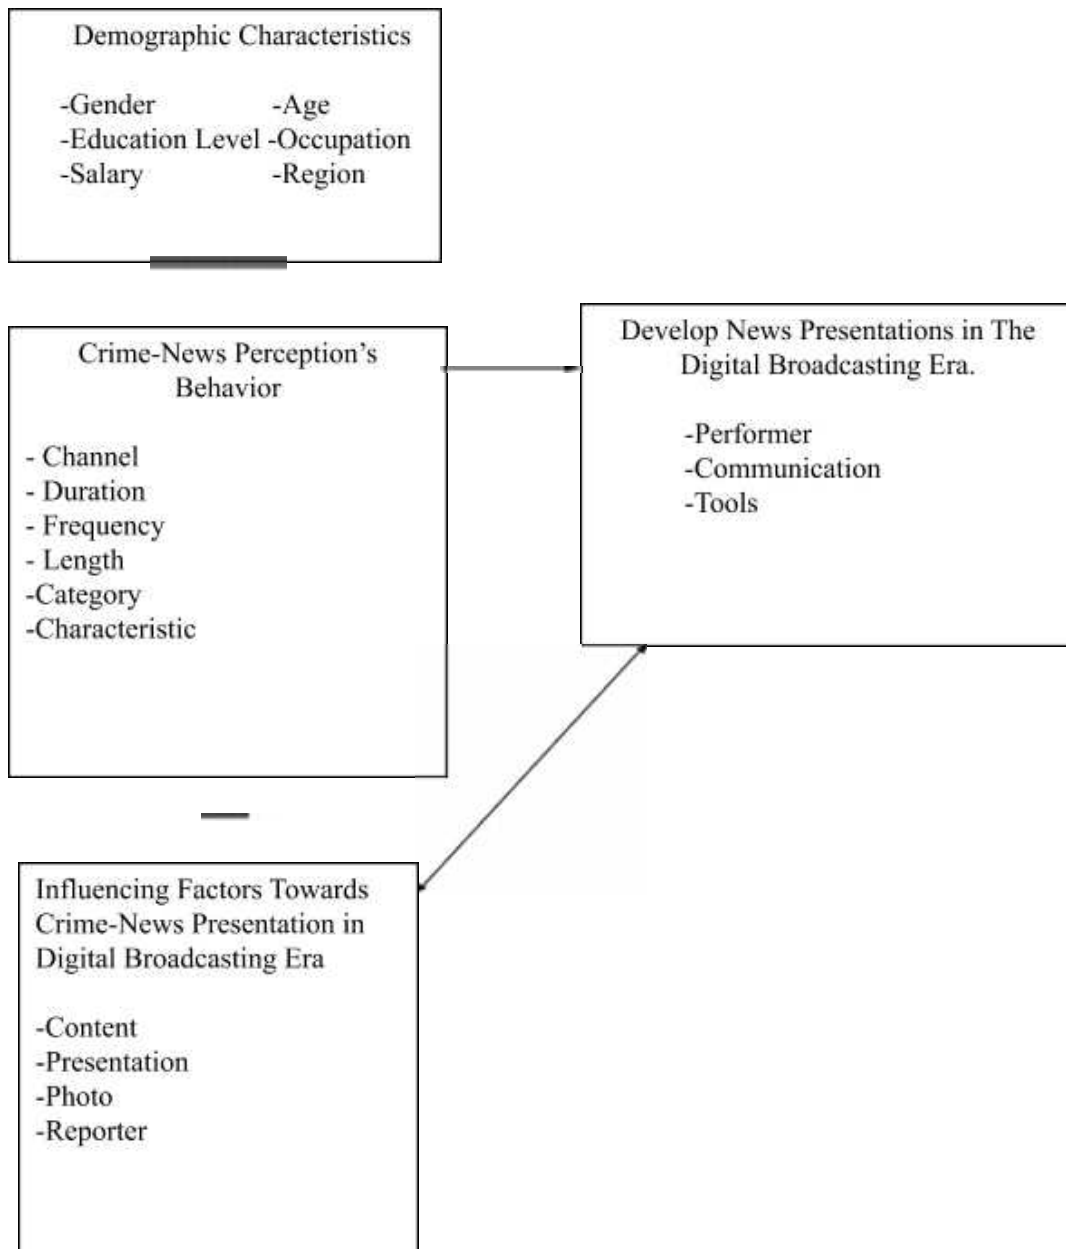 Demographic Characteristics
-Gender -Age
-Education Level -Occupation
-Salary -Region
Crime-News Perception’s
Behavior
- Channel
- Duration
- Frequency
- Length
-Category
-Characteristic
Develop News Presentations in The
Digital Broadcasting Era.
-Performer
-Communication
-Tools
Influencing Factors Towards
Crime-News Presentation in
Digital Broadcasting Era
-Content
-Presentation
-Photo
-Reporter